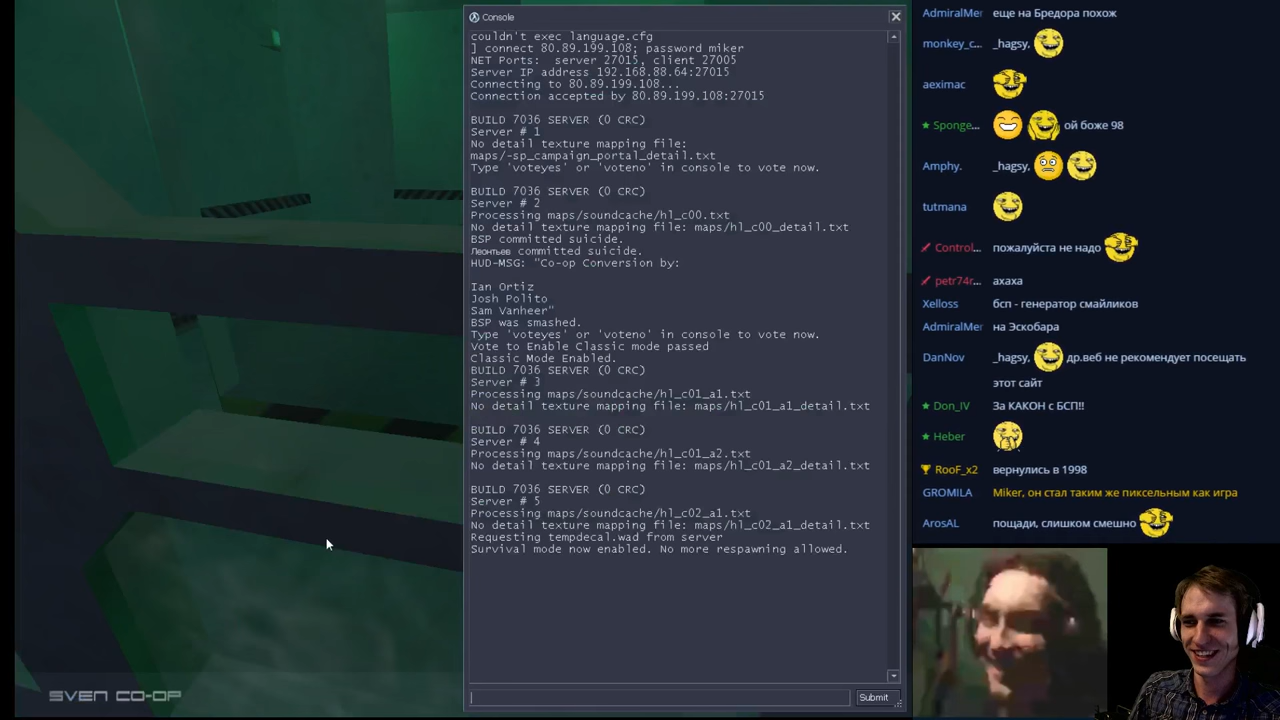 Console
couldn't exec language.cfg
] connect 80.89.199.108; password miker
NET Ports:  server 27015, client 27005
Server IP address 192.168.88.64:27015
Connecting to 80.89.199.108...
Connection accepted by 80.89.199.108:27015
BUILD 7036 SERVER (0 CRC)
Server # 1
No detail texture mapping file:
maps/-sp_campaign_portal_detail.txt
Type 'voteyes' or 'voteno' in console to vote now.
BUILD 7036 SERVER (0 CRC)
Server # 2
Processing maps/soundcache/hl_c00.txt
No detail texture mapping file: maps/hl_c00_detail.txt
BSP committed suicide.
Леонтьев committed suicide.
HUD-MSG: "Co-op Conversion by:
Ian Ortiz
Josh Polito
Sam Vanheer"
BSP was smashed.
Type 'voteyes' or 'voteno' in console to vote now.
Vote to Enable Classic mode passed
Classic Mode Enabled.
BUILD 7036 SERVER (0 CRC)
Server # 3
Processing maps/soundcache/hl_c01_a1.txt
No detail texture mapping file: maps/hl_c01_a1_detail.txt
BUILD 7036 SERVER (0 CRC)
Server # 4
Processing maps/soundcache/hl_c01_a2.txt
No detail texture mapping file: maps/hl_c01_a2_detail.txt
BUILD 7036 SERVER (0 CRC)
Server # 5
Processing maps/soundcache/hl_c02_a1.txt
No detail texture mapping file: maps/hl_c02_a1_detail.txt
Requesting tempdecal.wad from server
Survival mode now enabled. No more respawning allowed.
Submit
SVEN CO-OP
AdmiralMer еще на Бредора похож
monkey_c... _hagsy,
aeximac
Sponge... ой боже 98
Amphy. _hagsy,
tutmana
Control... пожалуйста не надо
petr74r... ахаха
Xelloss бсп - генератор смайликов
AdmiralMer на Эскобара
DanNov _hagsy, др.веб не рекомендует посещать
этот сайт
Don_IV За КАКОН с БСП!!
Heber
RooF_x2 вернулись в 1998
GROMILA Miker, он стал таким же пиксельным как игра
ArosAL пощади, слишком смешно